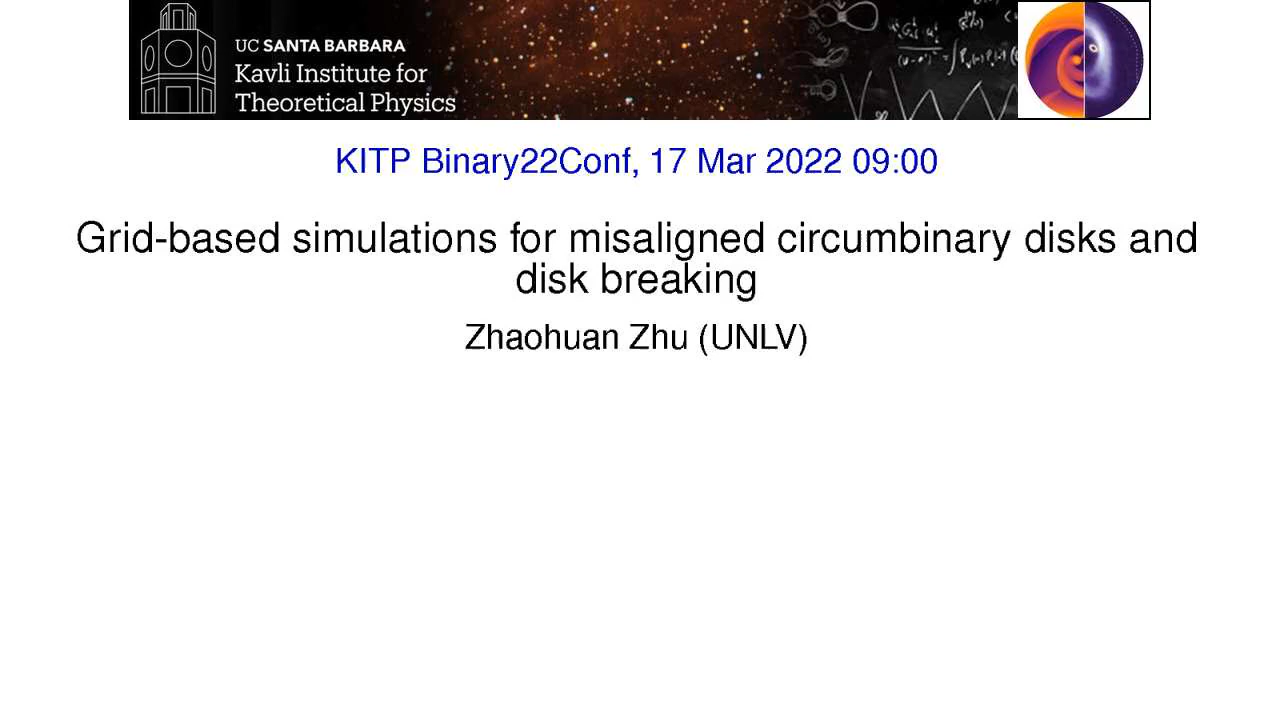 UC SANTA BARBARA
Kavli Institute for
Theoretical Physics
KITP Binary22Conf, 17 Mar 2022 09:00
Grid-based simulations for misaligned circumbinary disks and
disk breaking
Zhaohuan Zhu (UNLV)